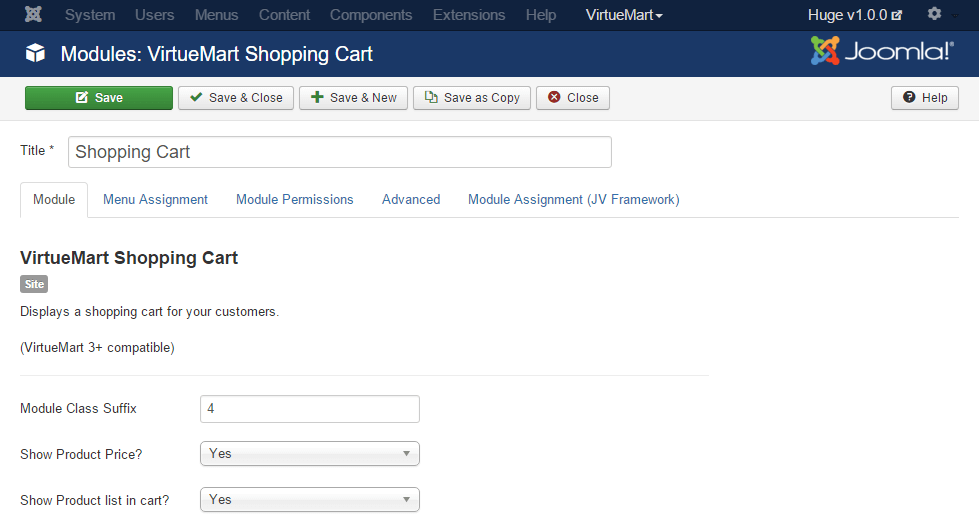 System Users Menus Content Components Extensions Help VirtueMart Huge v1.0.0
Modules: VirtueMart Shopping Cart Joomla!®
Save Save & Close Save & New Save as Copy Close Help
Title * Shopping Cart
Module Menu Assignment Module Permissions Advanced Module Assignment (JV Framework)
VirtueMart Shopping Cart
Site
Displays a shopping cart for your customers.
(VirtueMart 3+ compatible)
Module Class Suffix 4
Show Product Price? Yes
Show Product list in cart? Yes